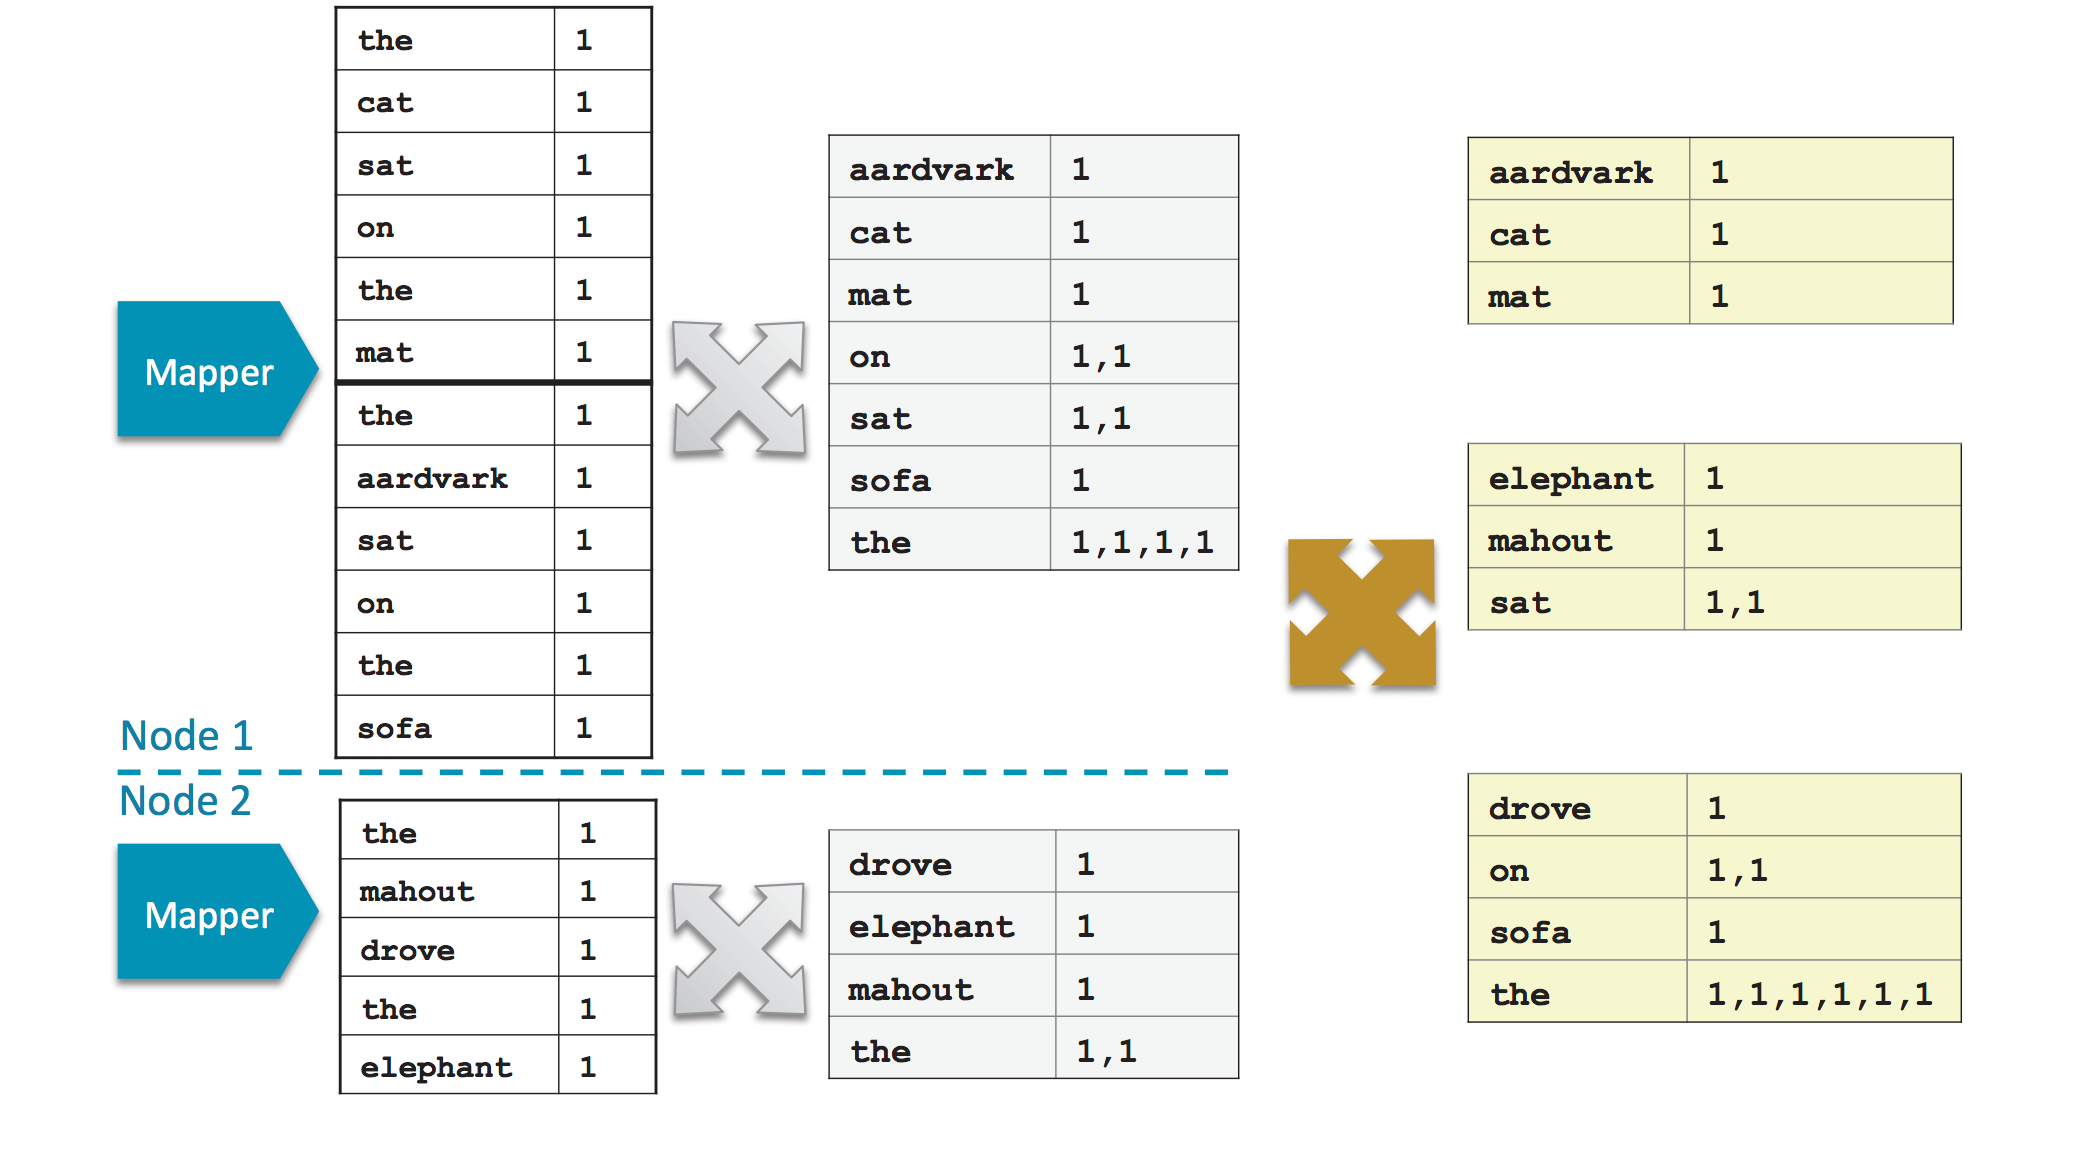 Mapper
the 1
cat 1
sat 1
on 1
the 1
mat 1
the 1
aardvark 1
sat 1
on 1
the 1
sofa 1
aardvark 1
cat 1
mat 1
on 1,1
sat 1,1
sofa 1
the 1,1,1,1
Node 1
Node 2
Mapper
the 1
mahout 1
drove 1
the 1
elephant 1
drove 1
elephant 1
mahout 1
the 1,1
aardvark 1
cat 1
mat 1
elephant 1
mahout 1
sat 1,1
drove 1
on 1,1
sofa 1
the 1,1,1,1,1,1